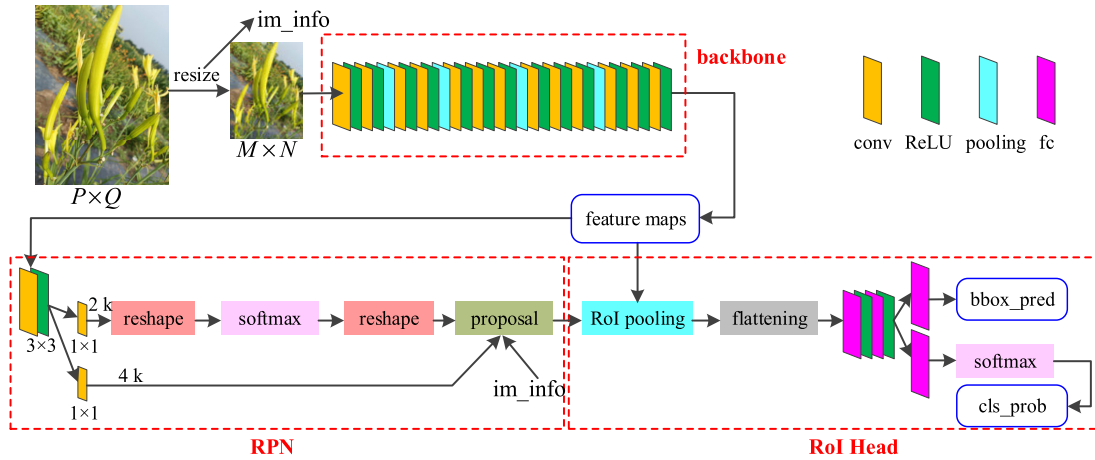 im_info
resize
backbone
M×N
P×Q
conv ReLU pooling fc
feature maps
2 k
reshape softmax reshape proposal
3×3 1×1
4 k
im_info
1×1
RPN
RoI pooling flattening
bbox_pred
softmax
cls_prob
RoI Head